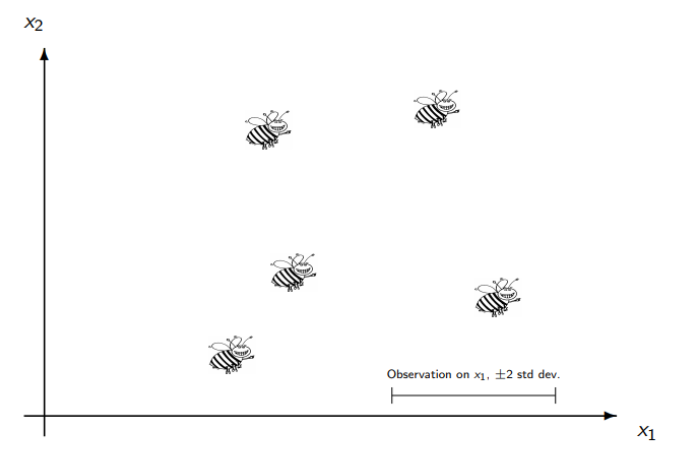 x₂
Observation on x₁, ±2 std dev.
x₁